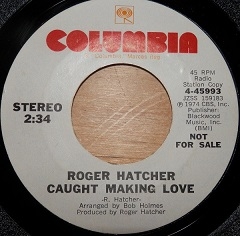 COLUMBIA
45 RPM
Radio
Station Copy
4-45993
JZSS 159183
℗ 1974 CBS, Inc.
Publisher:
Blackwood
Music, Inc.
(BMI)
STEREO
2:34
NOT
FOR SALE
ROGER HATCHER
CAUGHT MAKING LOVE
-R. Hatcher-
Arranged by Bob Holmes
Produced by Roger Hatcher